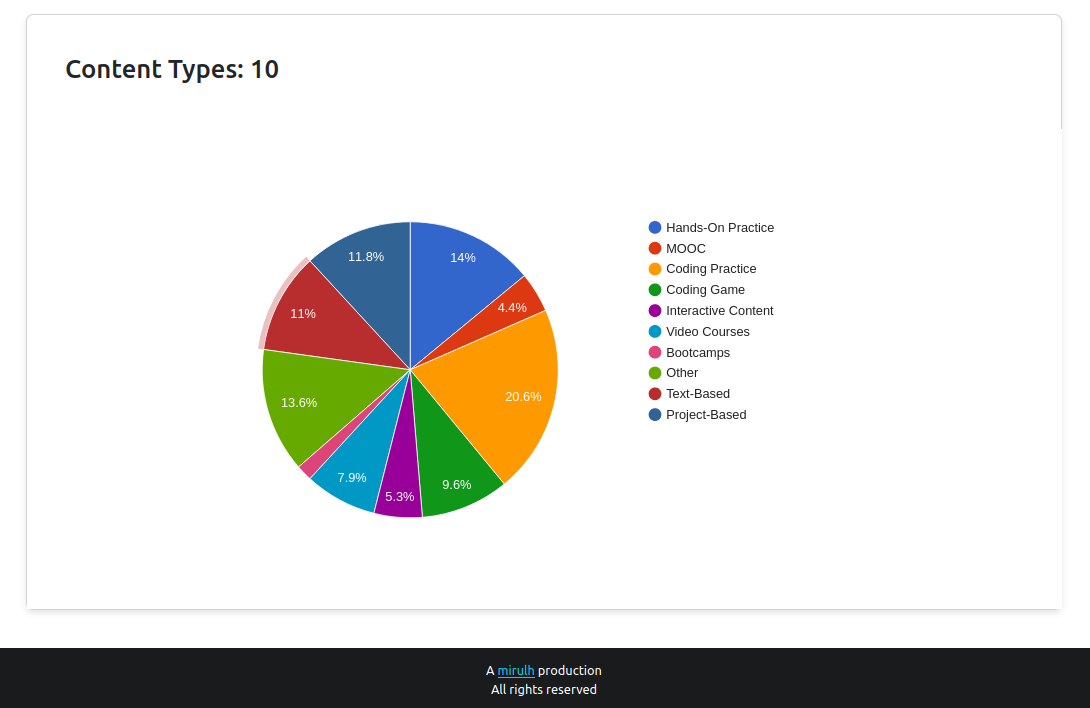 Content Types: 10
11.8%
14%
11%
4.4%
20.6%
13.6%
7.9%
5.3%
9.6%
Hands-On Practice
MOOC
Coding Practice
Coding Game
Interactive Content
Video Courses
Bootcamps
Other
Text-Based
Project-Based
A mirulh production
All rights reserved